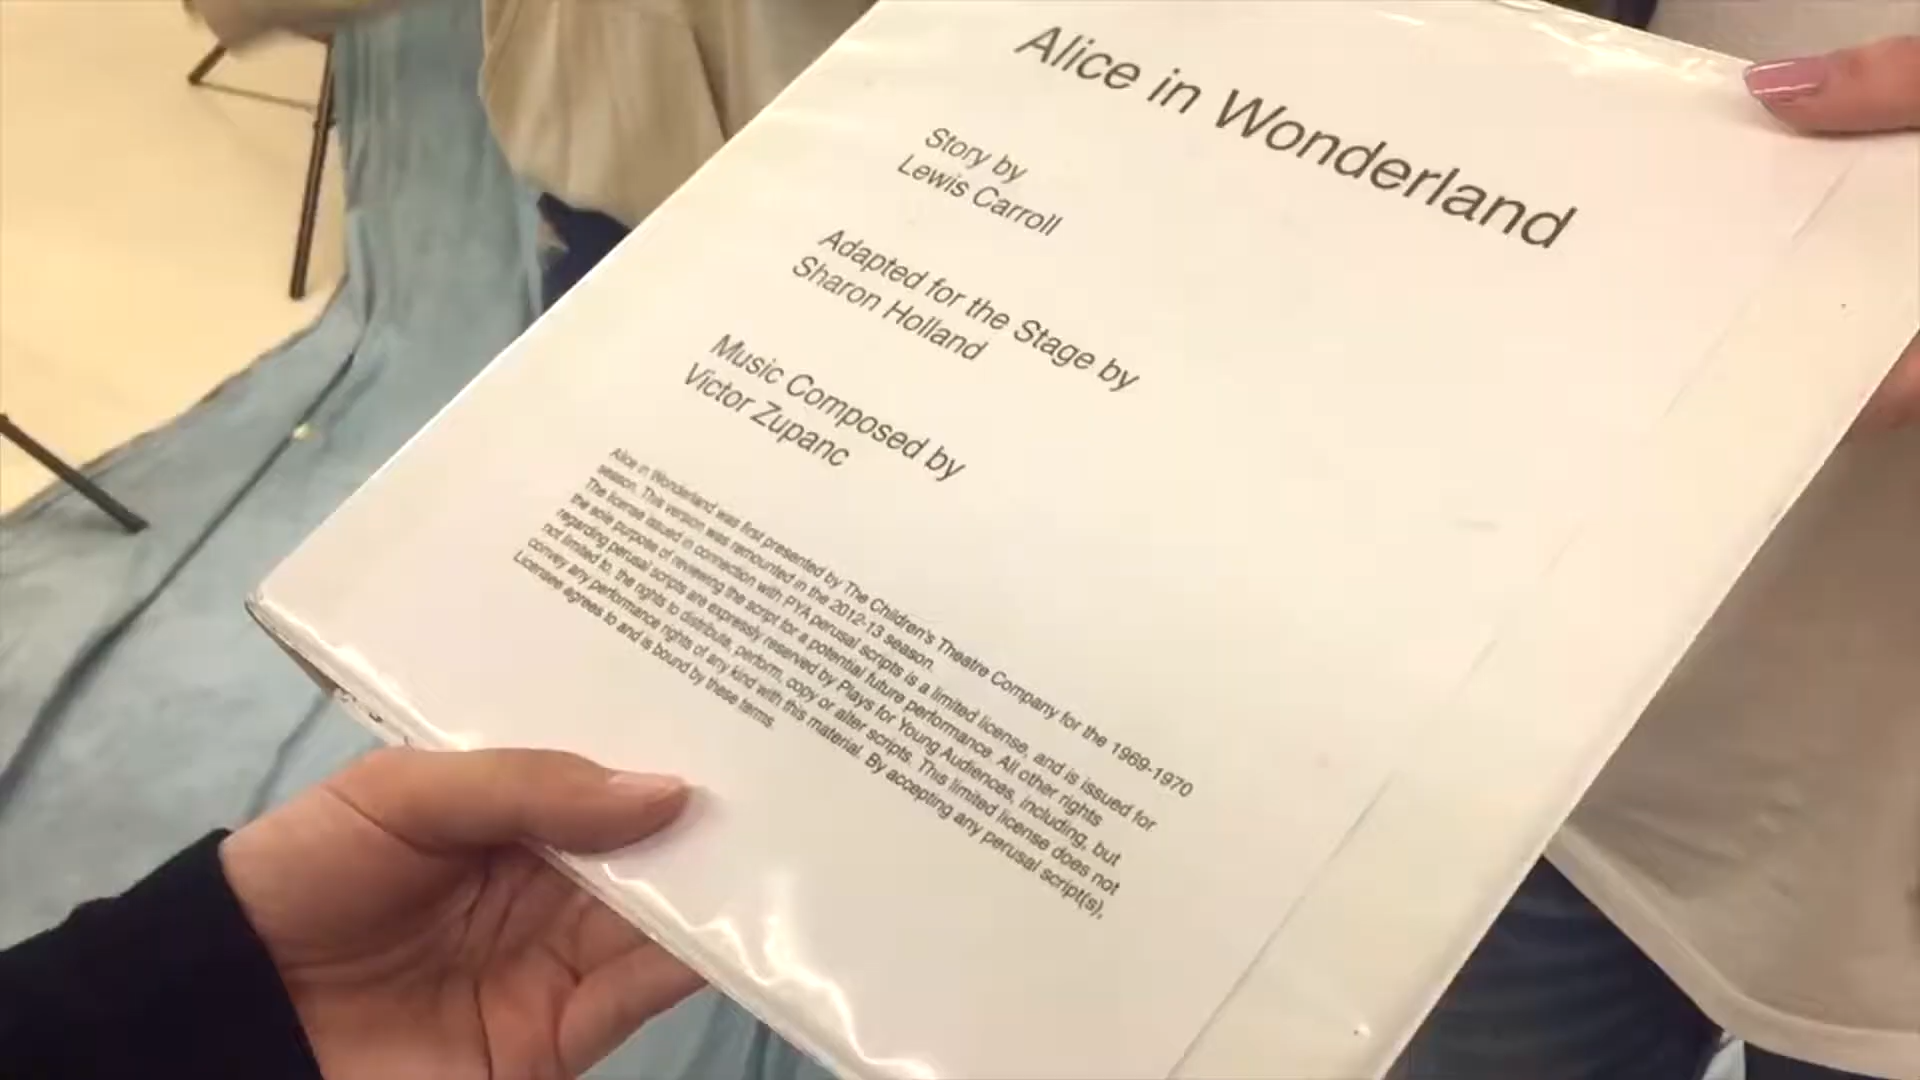 Alice in Wonderland
Story by
Lewis Carroll
Adapted for the Stage by
Sharon Holland
Music Composed by
Victor Zupanc
Alice in Wonderland was first presented by The Children's Theatre Company for the 1969-1970
season. This version was remounted in the 2012-13 season.
The license issued in connection with PYA perusal scripts is a limited license, and is issued for
the sole purpose of reviewing the script for a potential future performance. All other rights
regarding perusal scripts are expressly reserved by Plays for Young Audiences, including, but
not limited to, the rights to distribute, perform, copy or alter scripts. This limited license does not
convey any performance rights of any kind with this material. By accepting any perusal script(s),
Licensee agrees to and is bound by these terms.